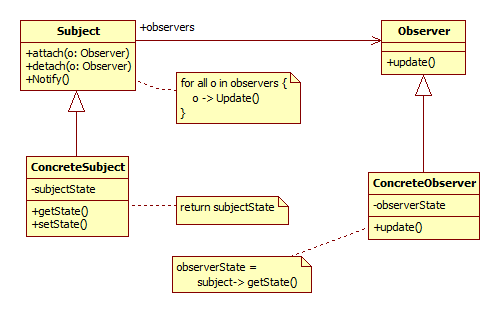 Subject
+attach(o: Observer)
+detach(o: Observer)
+Notify()
+observers
Observer
+update()
for all o in observers {
o -> Update()
}
ConcreteSubject
-subjectState
+getState()
+setState()
return subjectState
ConcreteObserver
-observerState
+update()
observerState =
subject-> getState()